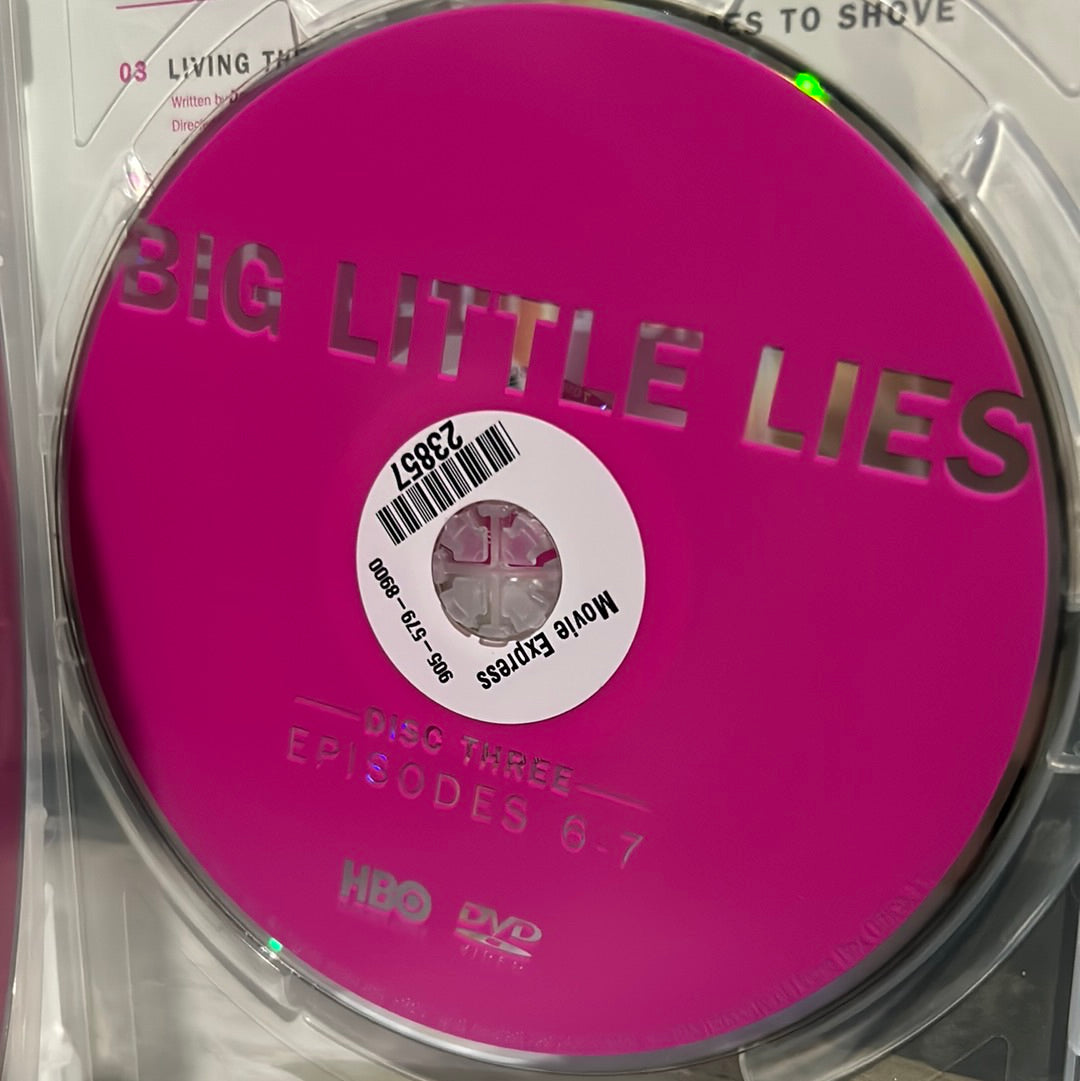 ES TO SHOVE
03 LIVING TH
Written by
Direc
BIG LITTLE LIES
23857
905-579-8900
Movie Express
DISC THREE
EPISODES 6-7
HBO DVD
VIDEO